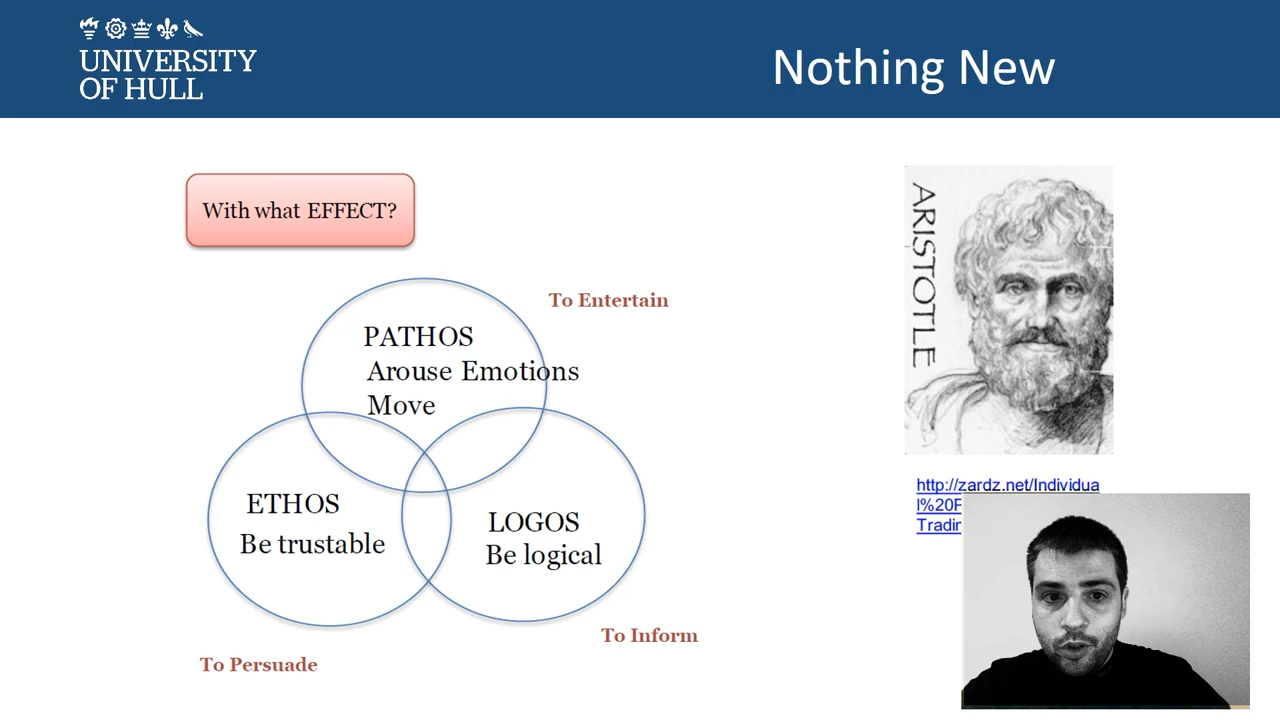 UNIVERSITY
OF HULL
Nothing New
With what EFFECT?
To Entertain
PATHOS
Arouse Emotions
Move
ETHOS
Be trustable
LOGOS
Be logical
To Inform
To Persuade
ARISTOTLE
http://zardz.net/Individua
l%20F
Tradin